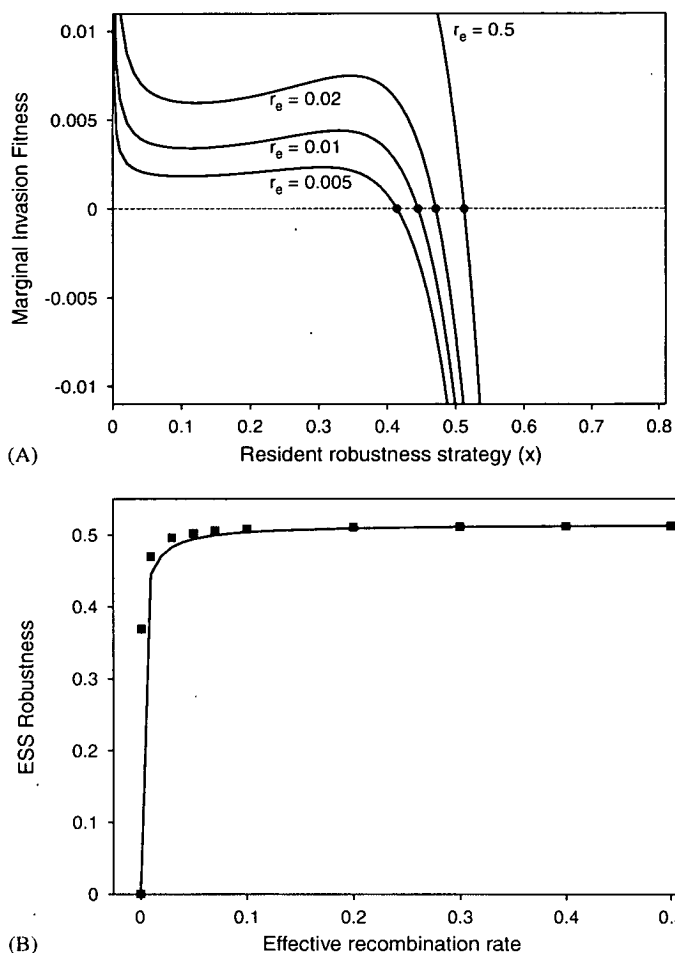 0.01
0.005
0
-0.005
-0.01
Marginal Invasion Fitness
r_e = 0.5
r_e = 0.02
r_e = 0.01
r_e = 0.005
0 0.1 0.2 0.3 0.4 0.5 0.6 0.7 0.8
(A) Resident robustness strategy (x)
0.5
0.4
0.3
0.2
0.1
0
ESS Robustness
0 0.1 0.2 0.3 0.4 0.
(B) Effective recombination rate